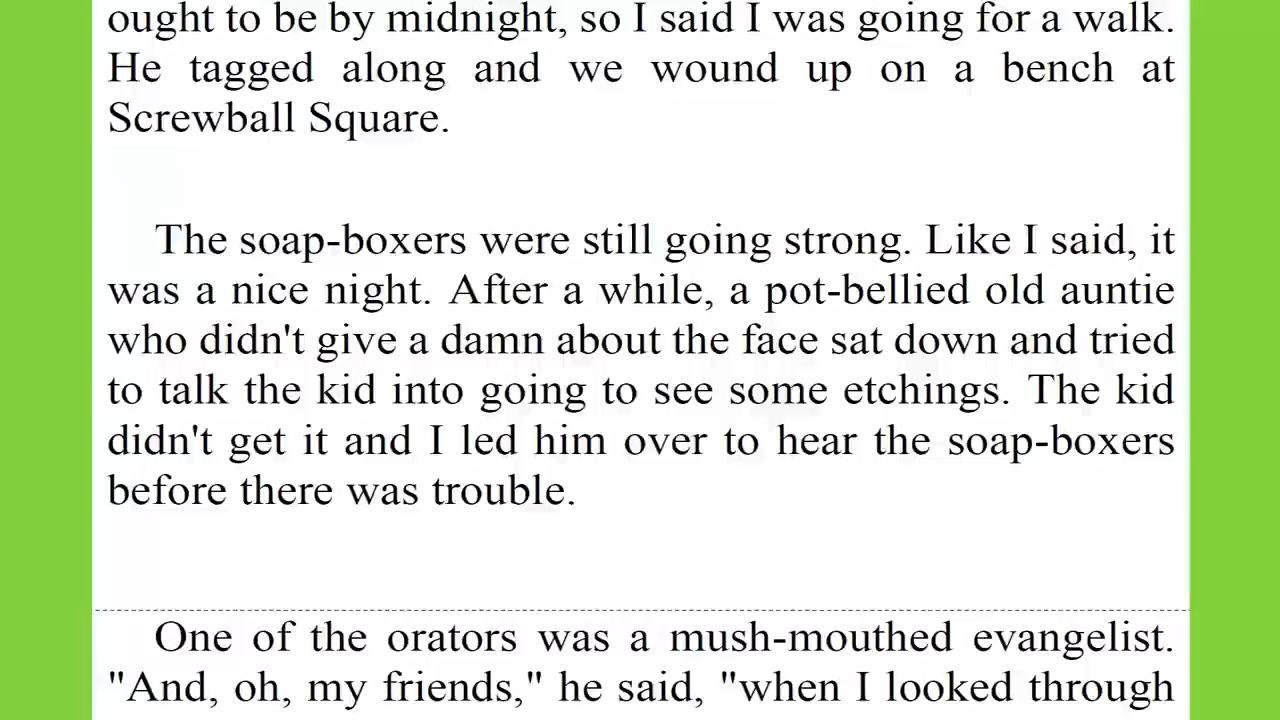 ought to be by midnight, so I said I was going for a walk.
He tagged along and we wound up on a bench at
Screwball Square.
The soap-boxers were still going strong. Like I said, it
was a nice night. After a while, a pot-bellied old auntie
who didn't give a damn about the face sat down and tried
to talk the kid into going to see some etchings. The kid
didn't get it and I led him over to hear the soap-boxers
before there was trouble.
One of the orators was a mush-mouthed evangelist.
"And, oh, my friends," he said, "when I looked through